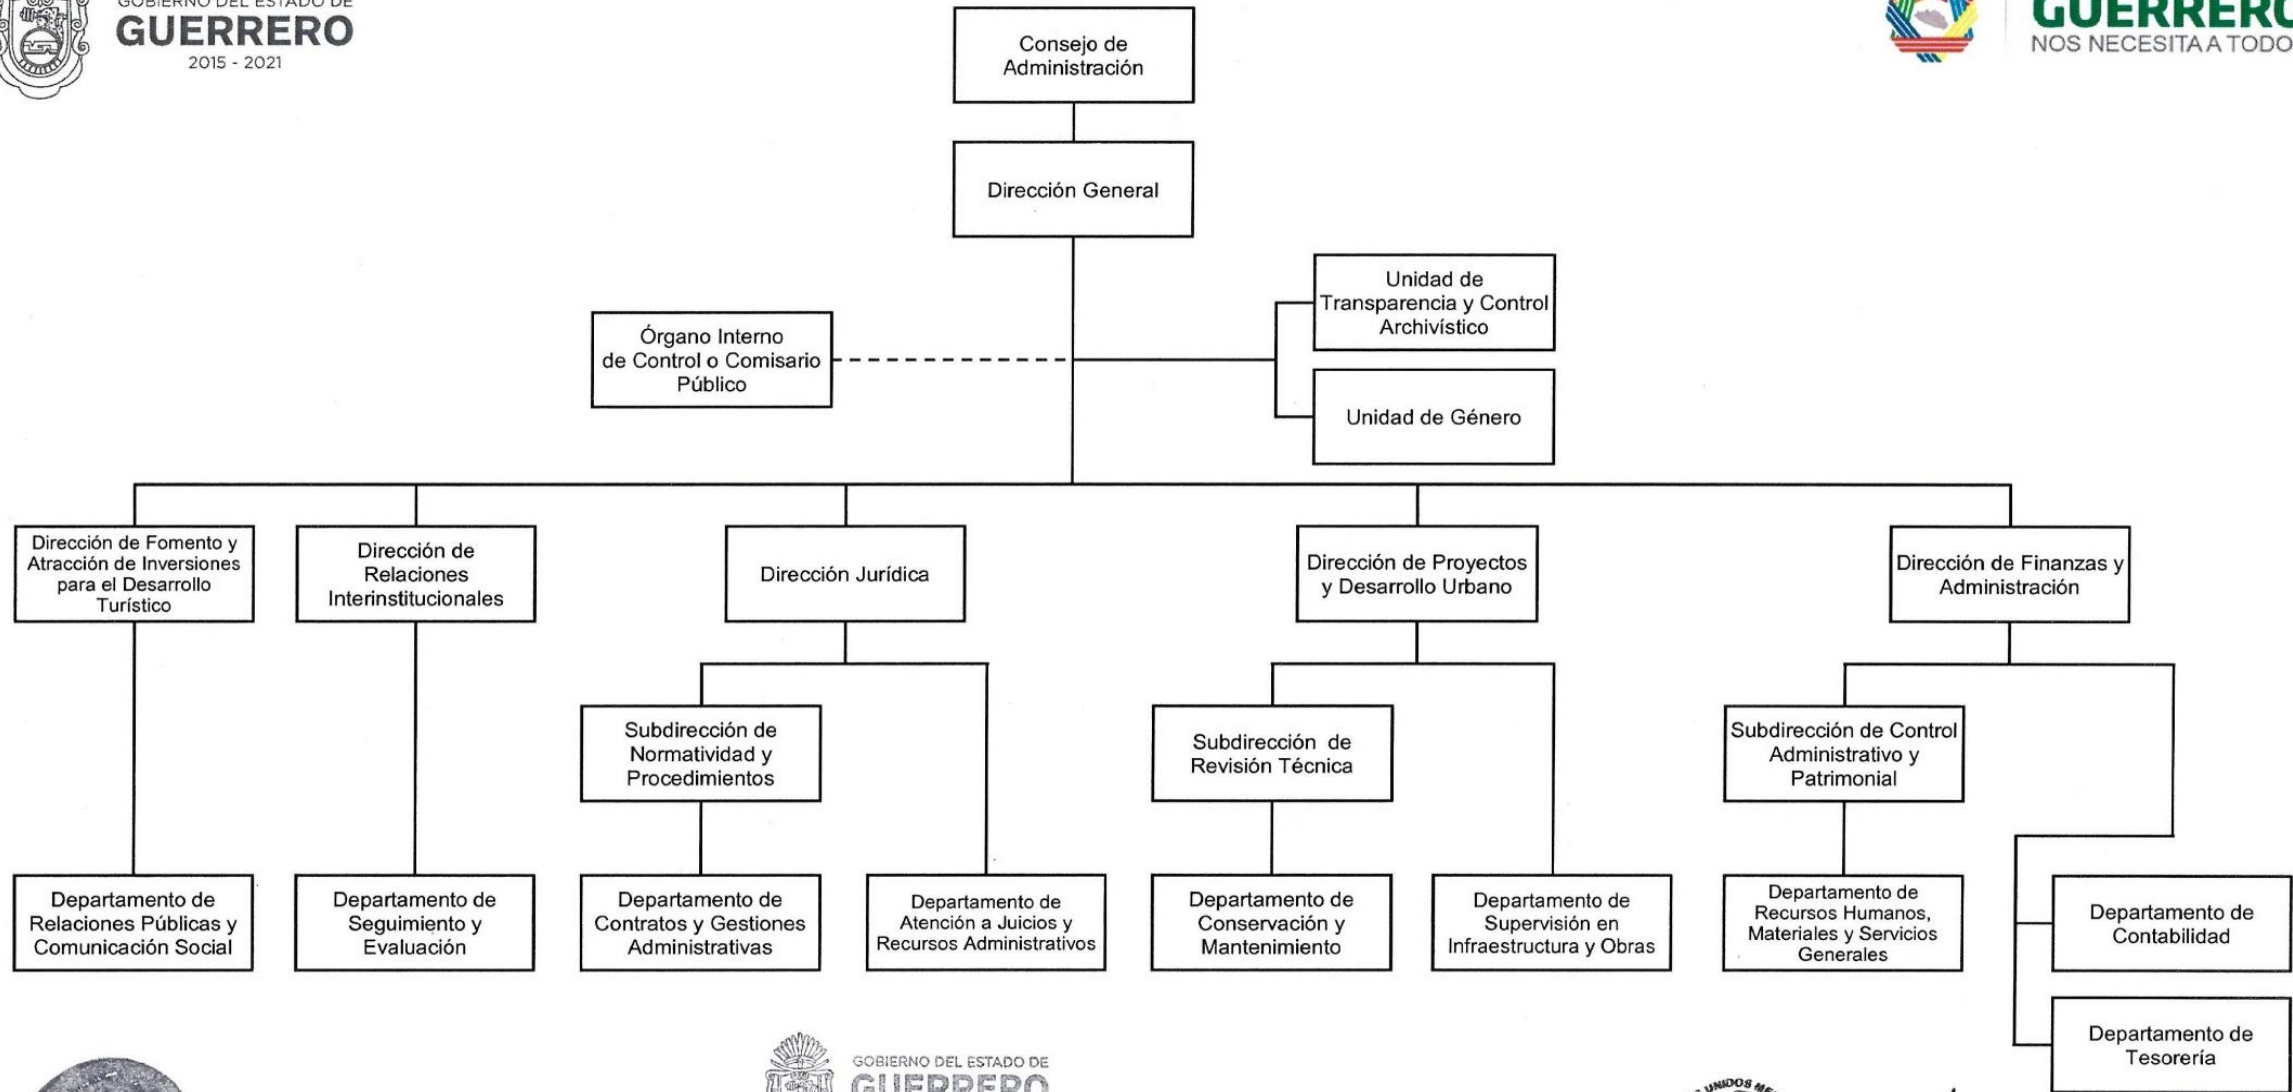 GOBIERNO DEL ESTADO DE
GUERRERO
2015 - 2021
GUERRERO
NOS NECESITA A TODO
Consejo de
Administración
Dirección General
Unidad de
Transparencia y Control
Archivístico
Órgano Interno
de Control o Comisario
Público
Unidad de Género
Dirección de Fomento y
Atracción de Inversiones
para el Desarrollo
Turístico
Dirección de
Relaciones
Interinstitucionales
Dirección Jurídica
Dirección de Proyectos
y Desarrollo Urbano
Dirección de Finanzas y
Administración
Subdirección de
Normatividad y
Procedimientos
Subdirección de
Revisión Técnica
Subdirección de Control
Administrativo y
Patrimonial
Departamento de
Relaciones Públicas y
Comunicación Social
Departamento de
Seguimiento y
Evaluación
Departamento de
Contratos y Gestiones
Administrativas
Departamento de
Atención a Juicios y
Recursos Administrativos
Departamento de
Conservación y
Mantenimiento
Departamento de
Supervisión en
Infraestructura y Obras
Departamento de
Recursos Humanos,
Materiales y Servicios
Generales
Departamento de
Contabilidad
Departamento de
Tesorería
GOBIERNO DEL ESTADO DE
GUERRERO
UNIDOS